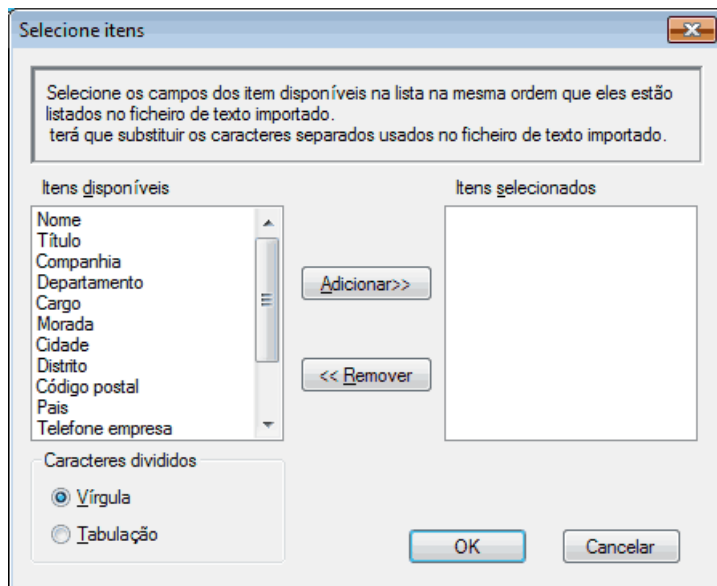 Selecione itens
Selecione os campos dos item disponíveis na lista na mesma ordem que eles estão
listados no ficheiro de texto importado.
terá que substituir os caracteres separados usados no ficheiro de texto importado.
Itens disponíveis
Itens selecionados
Nome
Título
Companhia
Departamento
Cargo
Morada
Cidade
Distrito
Código postal
Pais
Telefone empresa
Adicionar>>
<< Remover
Caracteres divididos
Vírgula
Tabulação
OK
Cancelar